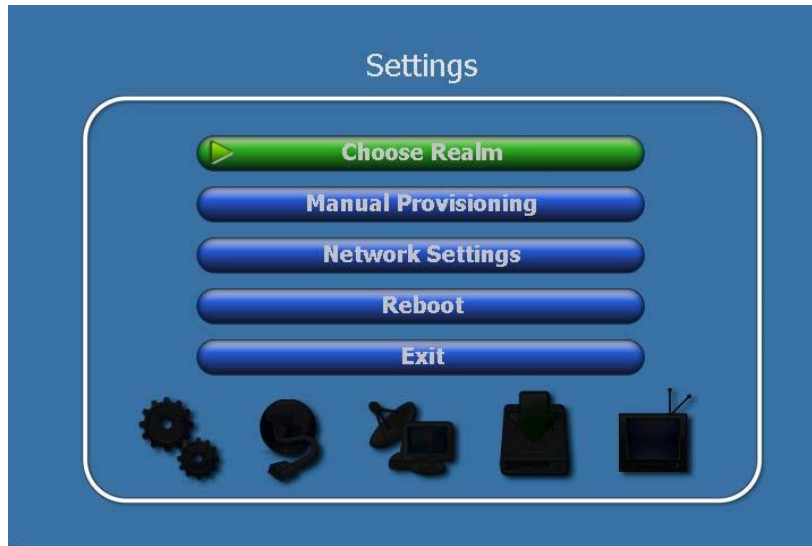 Settings
Choose Realm
Manual Provisioning
Network Settings
Reboot
Exit